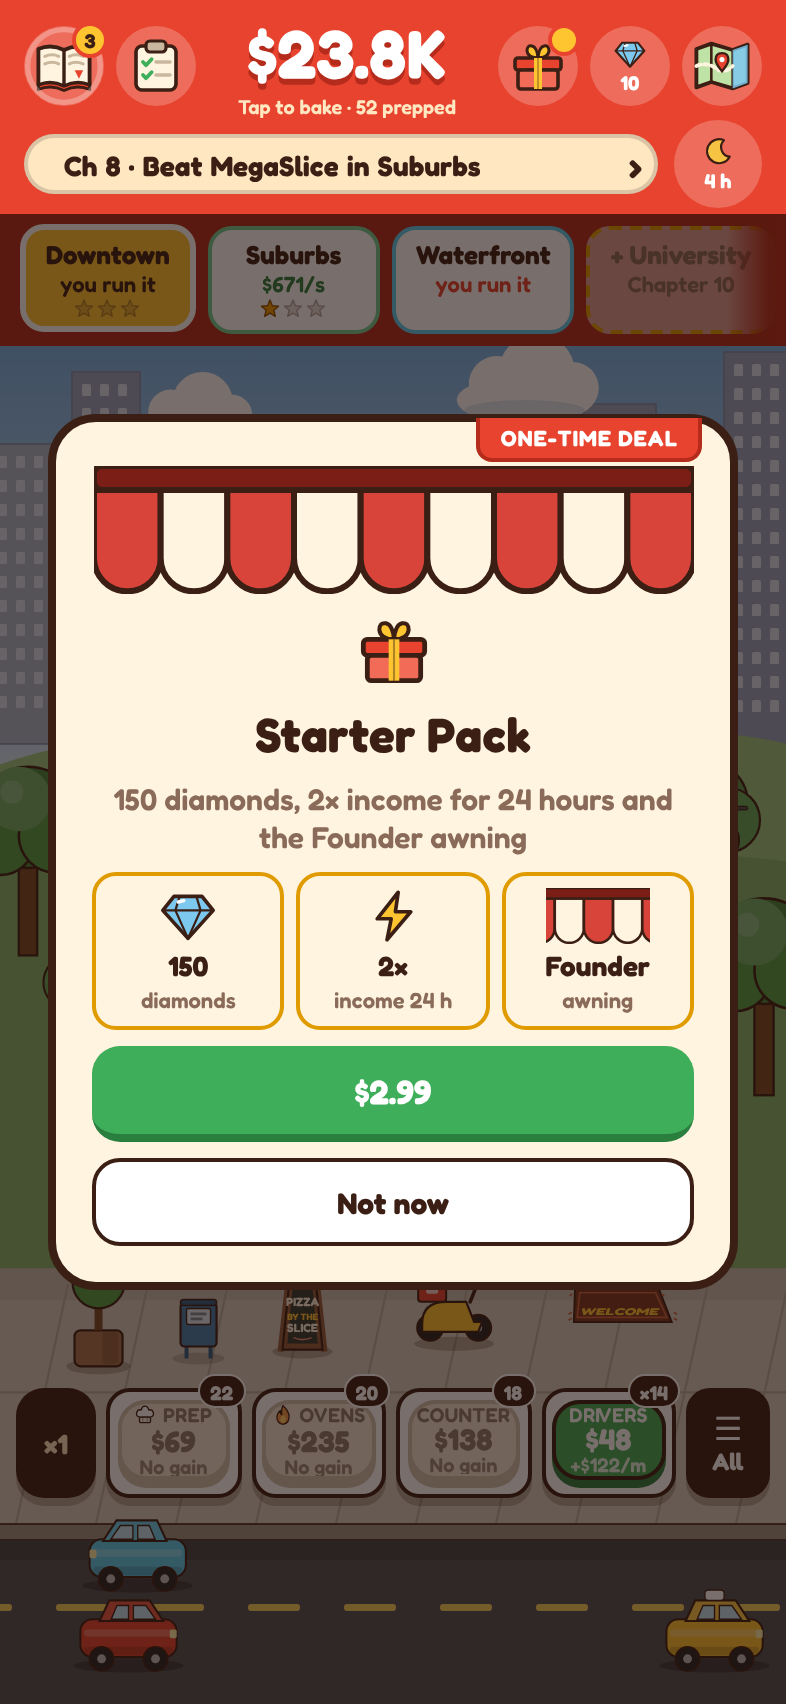 3
$23.8K
10
Tap to bake · 52 prepped
Ch 8 · Beat MegaSlice in Suburbs
4 h
Downtown
you run it
Suburbs
$671/s
Waterfront
you run it
+ University
Chapter 10
ONE-TIME DEAL
Starter Pack
150 diamonds, 2× income for 24 hours and
the Founder awning
150
diamonds
2×
income 24 h
Founder
awning
$2.99
Not now
PIZZA
BY THE
SLICE
WELCOME
×1
22
PREP
$69
No gain
20
OVENS
$235
No gain
18
COUNTER
$138
No gain
×14
DRIVERS
$48
+$122/m
All